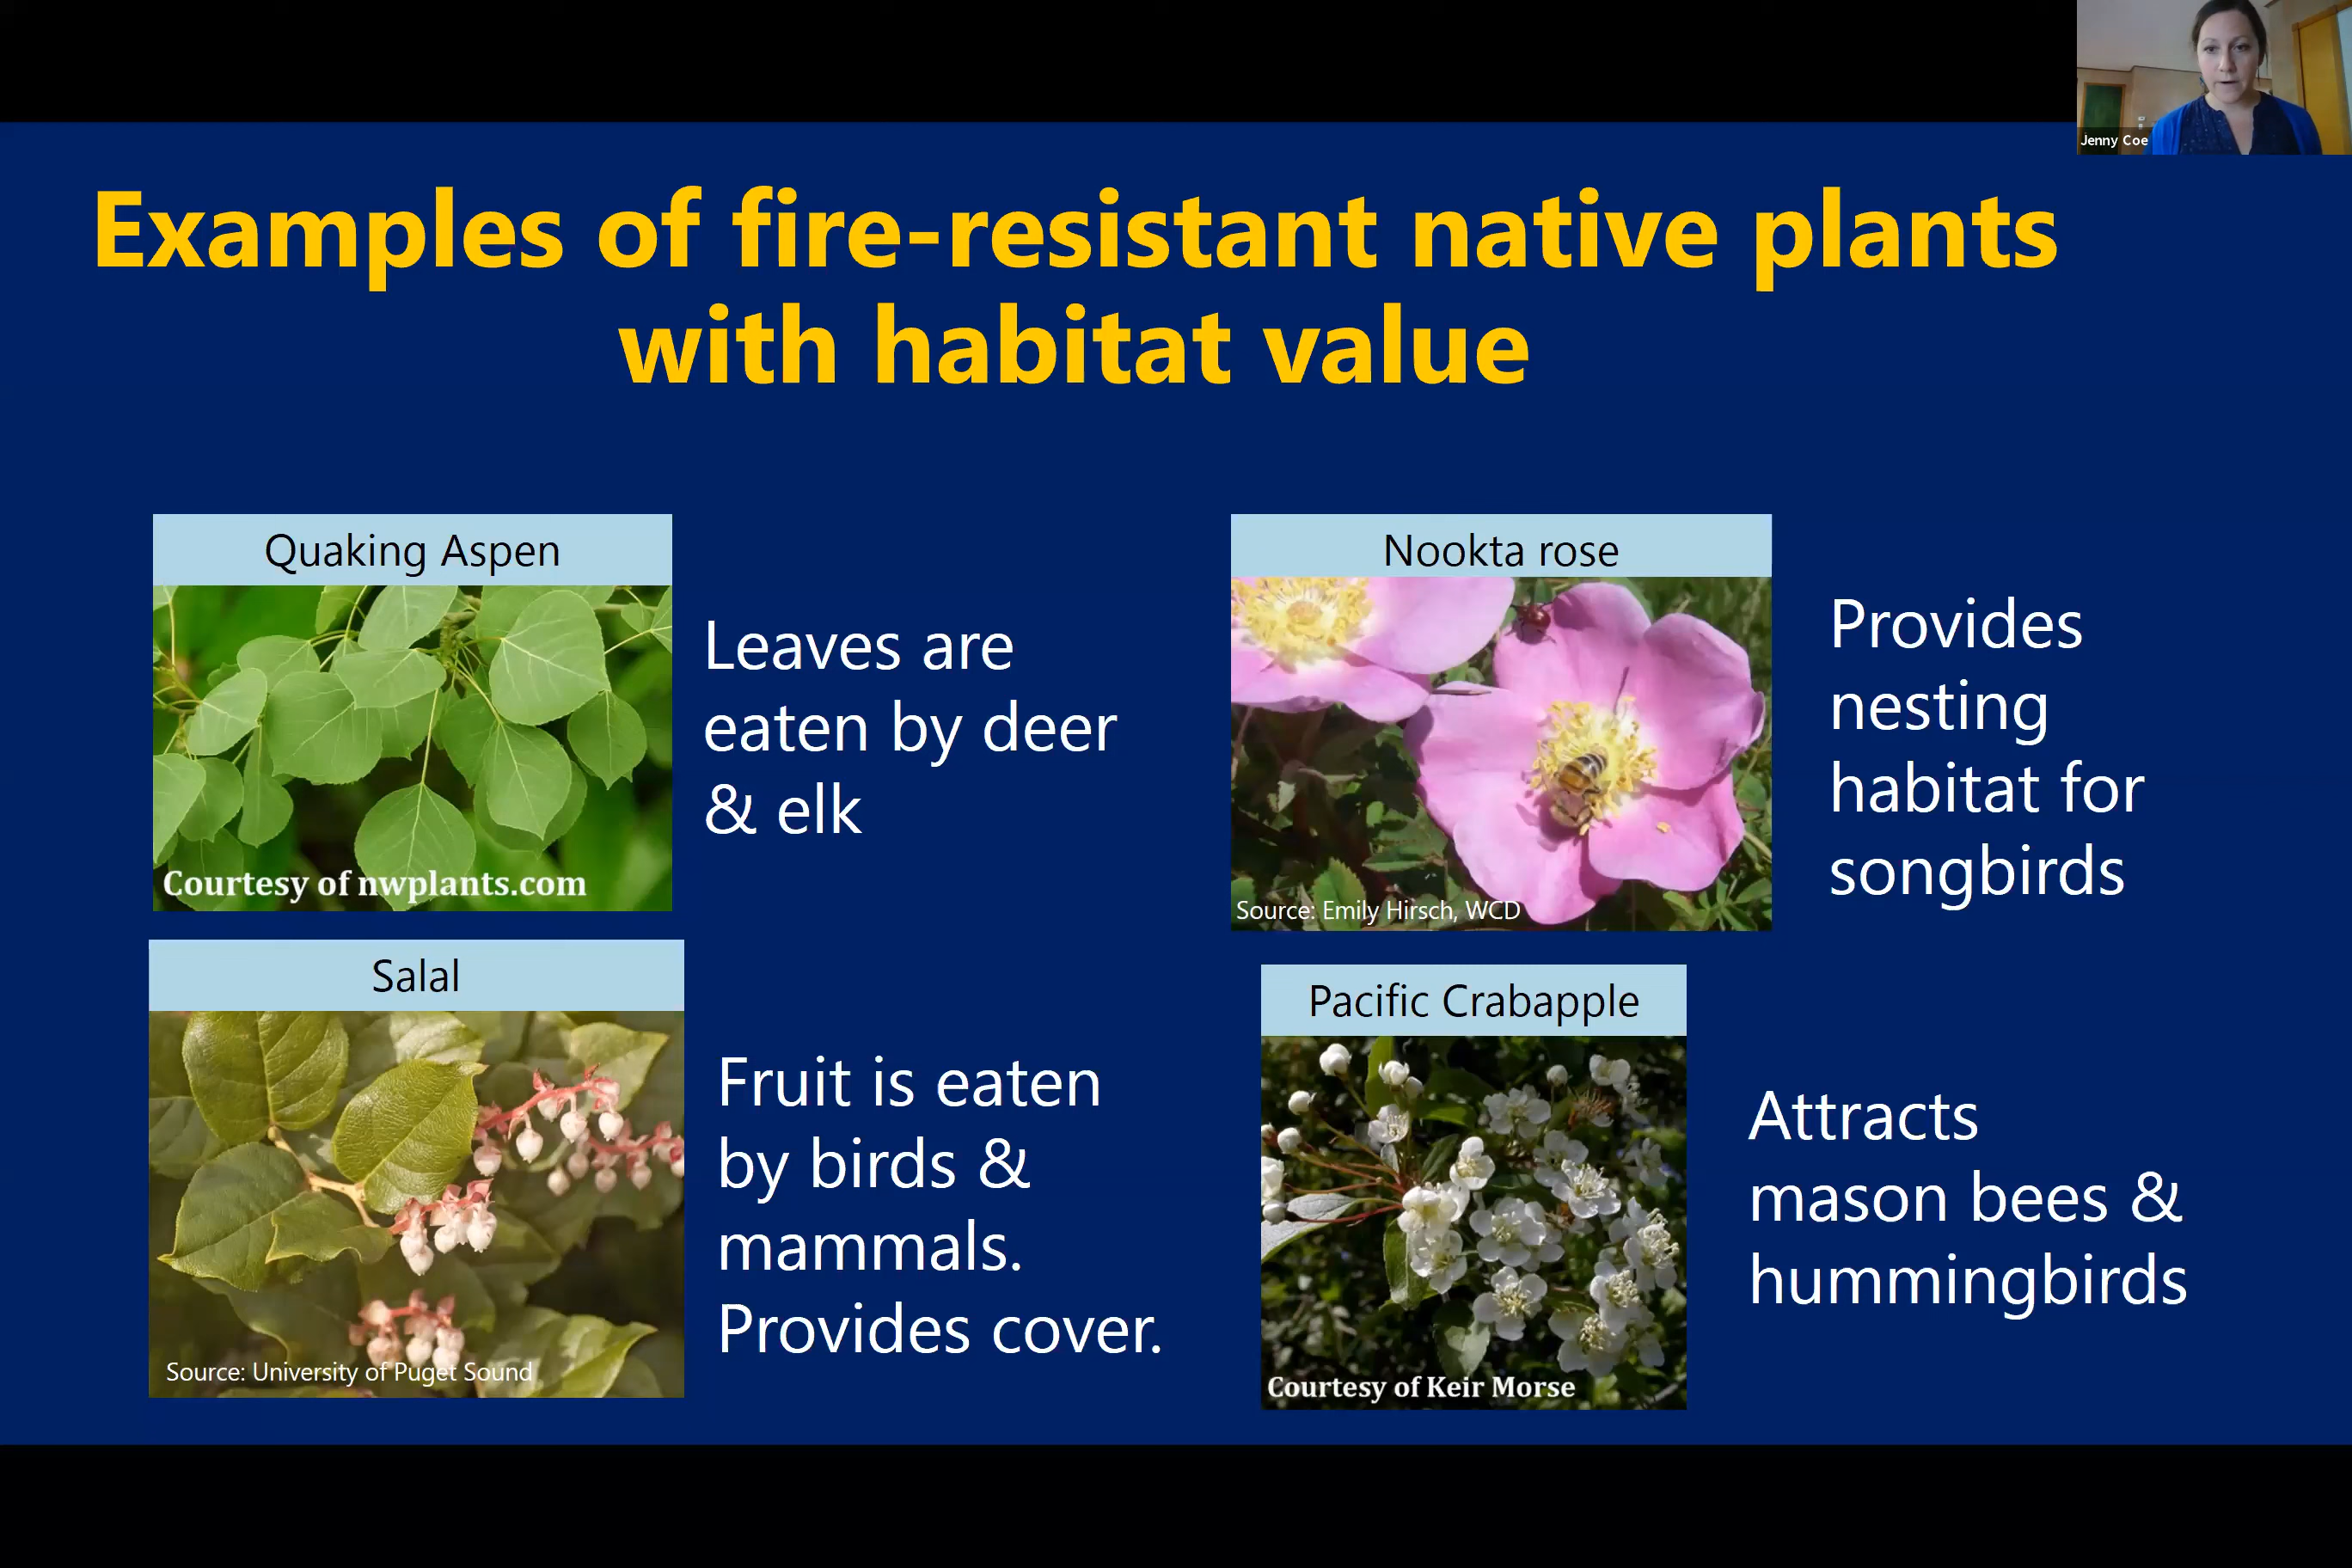 Jenny Coe
Examples of fire-resistant native plants
with habitat value
Quaking Aspen
Courtesy of nwplants.com
Leaves are
eaten by deer
& elk
Nookta rose
Source: Emily Hirsch, WCD
Provides
nesting
habitat for
songbirds
Salal
Source: University of Puget Sound
Fruit is eaten
by birds &
mammals.
Provides cover.
Pacific Crabapple
Courtesy of Keir Morse
Attracts
mason bees &
hummingbirds